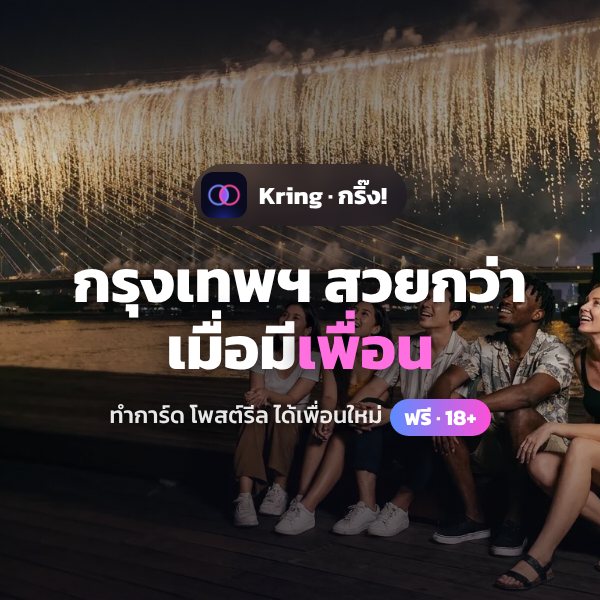 Kring · กริ๊ง!
กรุงเทพฯ สวยกว่า
เมื่อมีเพื่อน
ทำการ์ด โพสต์รีล ได้เพื่อนใหม่ ฟรี · 18+